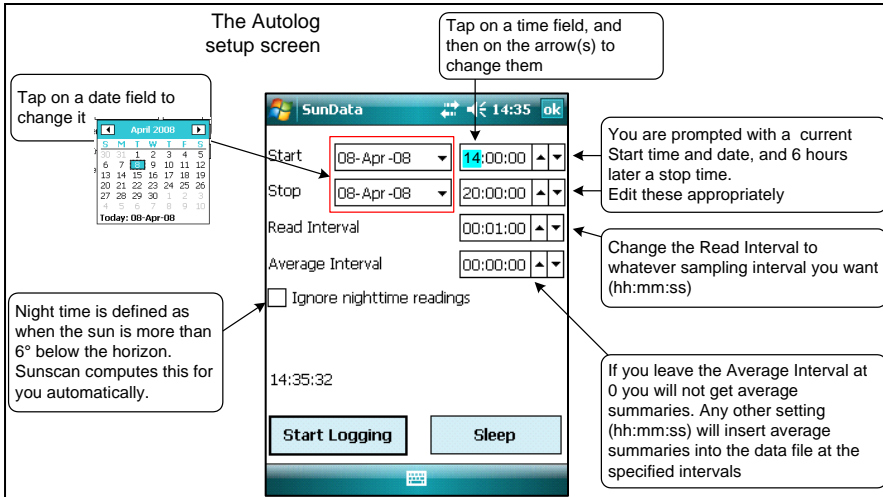 The Autolog
setup screen
Tap on a time field, and
then on the arrow(s) to
change them
Tap on a date field to
change it
April 2008
S M T W T F S
30 31 1 2 3 4 5
6 7 8 9 10 11 12
13 14 15 16 17 18 19
20 21 22 23 24 25 26
27 28 29 30 1 2 3
4 5 6 7 8 9 10
Today: 08-Apr-08
SunData 14:35 ok
Start 08-Apr-08 14:00:00
Stop 08-Apr-08 20:00:00
Read Interval 00:01:00
Average Interval 00:00:00
Ignore nighttime readings
14:35:32
Start Logging Sleep
You are prompted with a current
Start time and date, and 6 hours
later a stop time.
Edit these appropriately
Change the Read Interval to
whatever sampling interval you want
(hh:mm:ss)
Night time is defined as
when the sun is more than
6° below the horizon.
Sunscan computes this for
you automatically.
If you leave the Average Interval at
0 you will not get average
summaries. Any other setting
(hh:mm:ss) will insert average
summaries into the data file at the
specified intervals